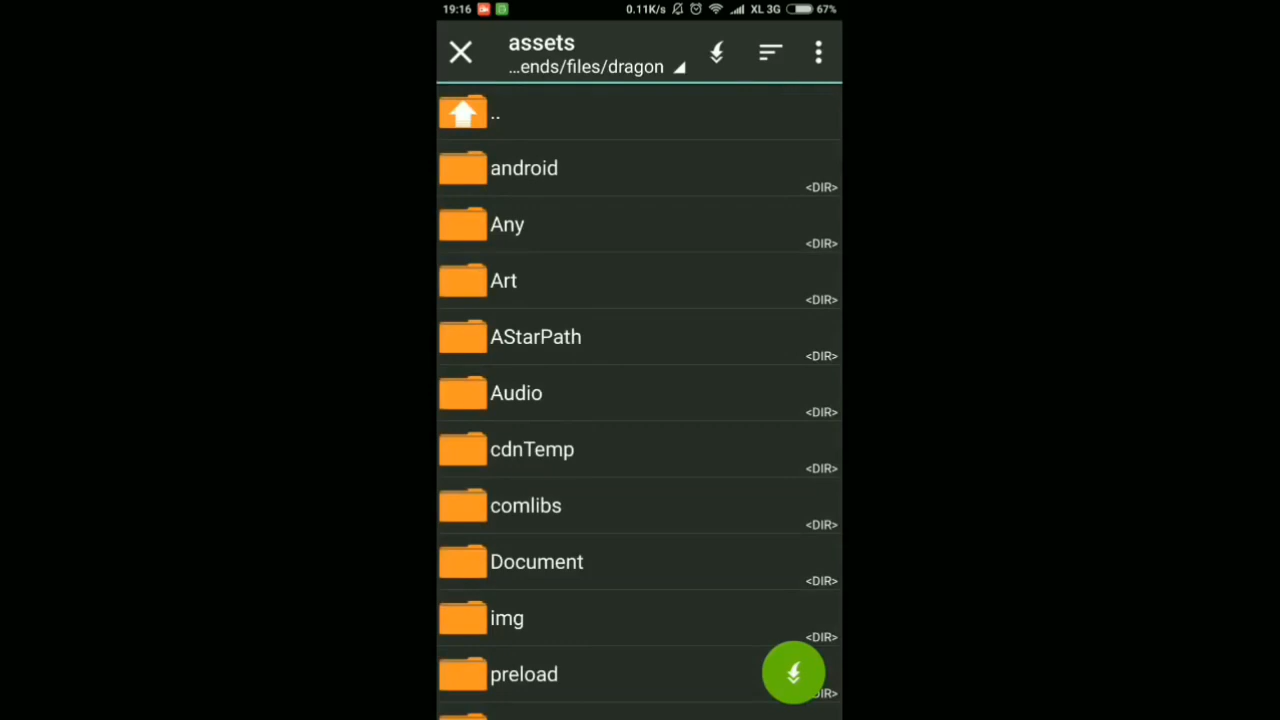 19:16 0.11K/s XL 3G 67%
assets
...ends/files/dragon
..
android
<DIR>
Any
<DIR>
Art
<DIR>
AStarPath
<DIR>
Audio
<DIR>
cdnTemp
<DIR>
comlibs
<DIR>
Document
<DIR>
img
<DIR>
preload
DIR>